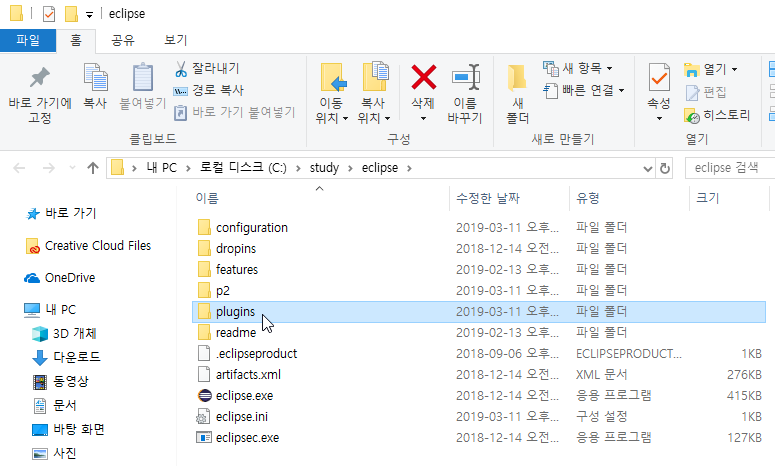 eclipse
파일 홈 공유 보기
바로 가기에 고정
복사
붙여넣기
잘라내기
경로 복사
바로 가기 붙여넣기
클립보드
이동 위치
복사 위치
삭제
이름 바꾸기
구성
새 폴더
새 항목
빠른 연결
새로 만들기
속성
열기
편집
히스토리
열기
내 PC > 로컬 디스크 (C:) > study > eclipse >
eclipse 검색
바로 가기
Creative Cloud Files
OneDrive
내 PC
3D 개체
다운로드
동영상
문서
바탕 화면
사진
이름 수정한 날짜 유형 크기
configuration 2019-03-11 오후... 파일 폴더
dropins 2018-12-14 오전... 파일 폴더
features 2019-02-13 오후... 파일 폴더
p2 2019-03-11 오후... 파일 폴더
plugins 2019-03-11 오후... 파일 폴더
readme 2019-02-13 오후... 파일 폴더
.eclipseproduct 2018-09-06 오후... ECLIPSEPRODUCT... 1KB
artifacts.xml 2018-12-14 오전... XML 문서 276KB
eclipse.exe 2018-12-14 오전... 응용 프로그램 415KB
eclipse.ini 2019-03-11 오후... 구성 설정 1KB
eclipsec.exe 2018-12-14 오전... 응용 프로그램 127KB